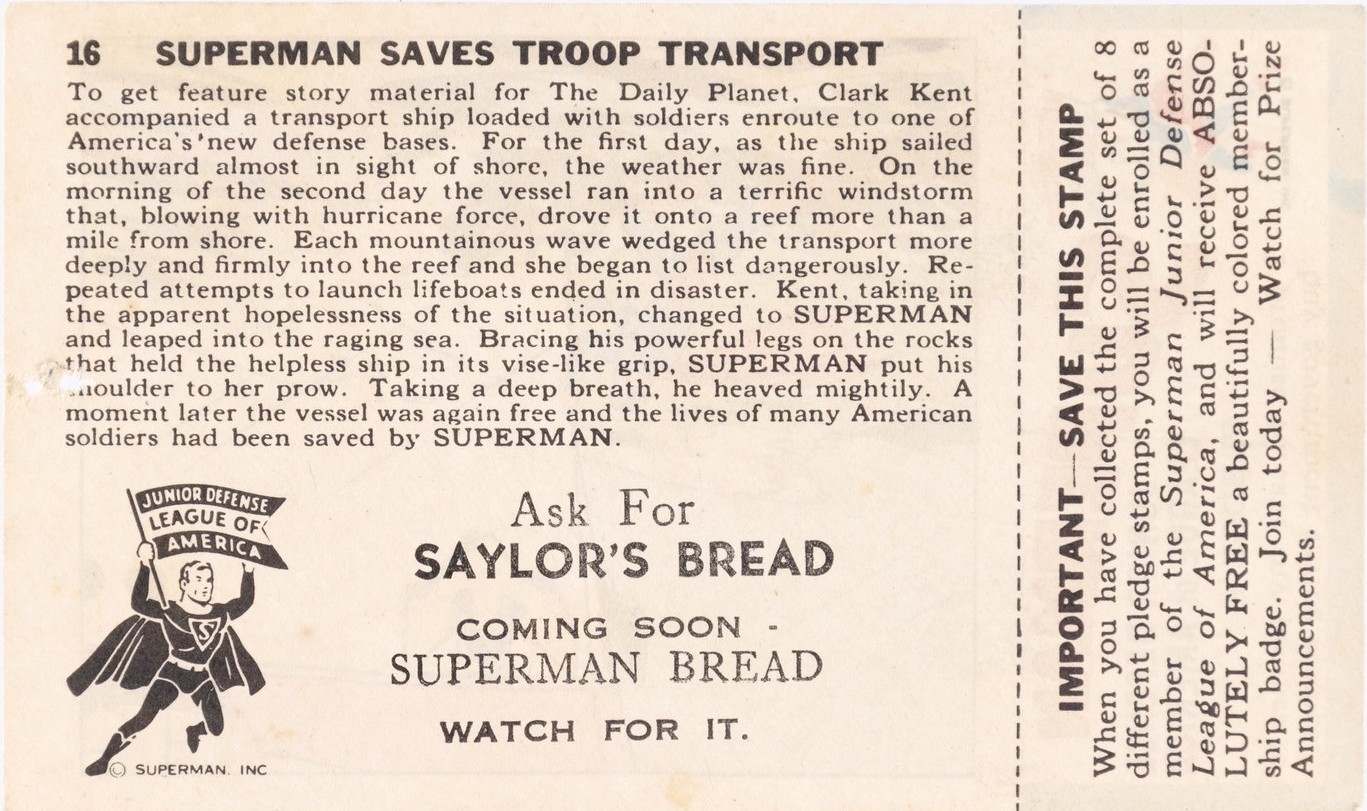 16 SUPERMAN SAVES TROOP TRANSPORT
To get feature story material for The Daily Planet, Clark Kent
accompanied a transport ship loaded with soldiers enroute to one of
America's new defense bases. For the first day, as the ship sailed
southward almost in sight of shore, the weather was fine. On the
morning of the second day the vessel ran into a terrific windstorm
that, blowing with hurricane force, drove it onto a reef more than a
mile from shore. Each mountainous wave wedged the transport more
deeply and firmly into the reef and she began to list dangerously. Re-
peated attempts to launch lifeboats ended in disaster. Kent, taking in
the apparent hopelessness of the situation, changed to SUPERMAN
and leaped into the raging sea. Bracing his powerful legs on the rocks
that held the helpless ship in its vise-like grip, SUPERMAN put his
shoulder to her prow. Taking a deep breath, he heaved mightily. A
moment later the vessel was again free and the lives of many American
soldiers had been saved by SUPERMAN.
JUNIOR DEFENSE
LEAGUE OF
AMERICA
S
© SUPERMAN. INC
Ask For
SAYLOR'S BREAD
COMING SOON -
SUPERMAN BREAD
WATCH FOR IT.
IMPORTANT—SAVE THIS STAMP
When you have collected the complete set of 8
different pledge stamps, you will be enrolled as a
member of the Superman Junior Defense
League of America, and will receive ABSO-
LUTELY FREE a beautifully colored member-
ship badge. Join today — Watch for Prize
Announcements.